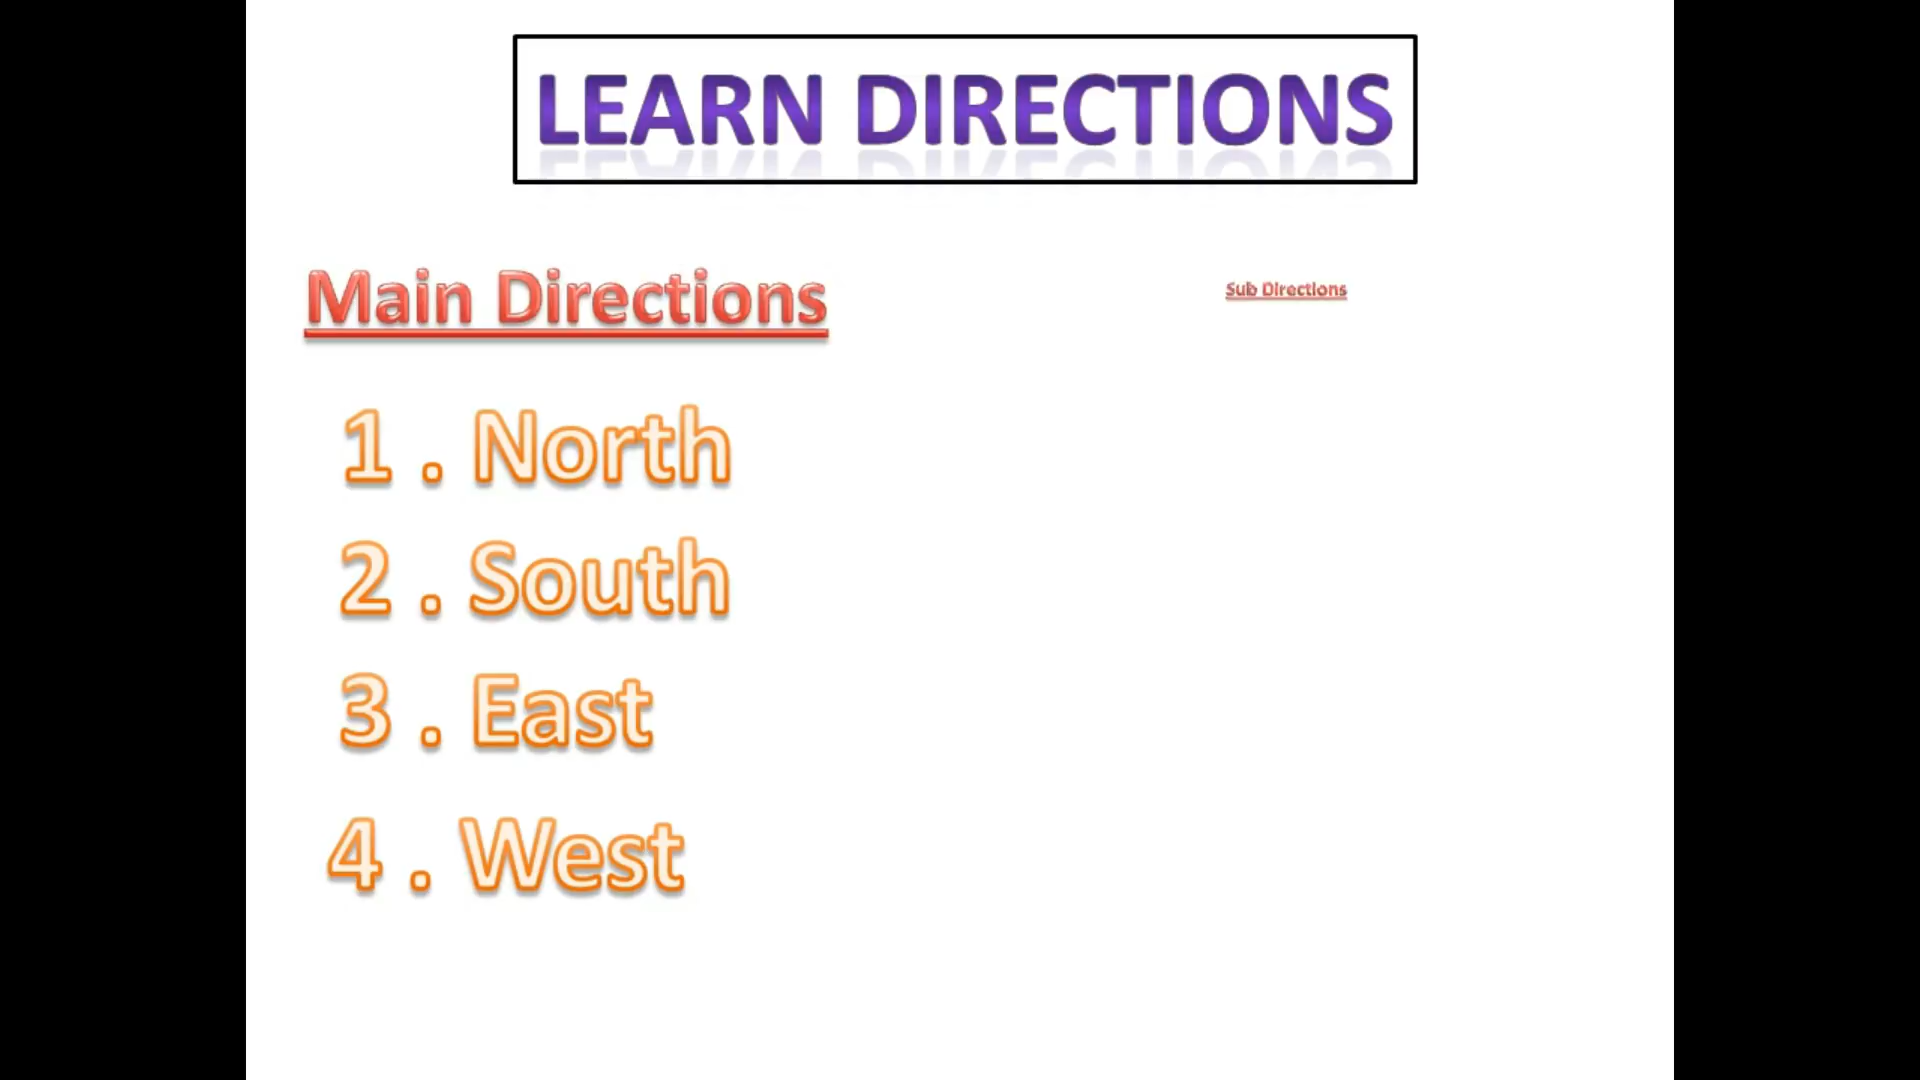 LEARN DIRECTIONS
Main Directions
1 . North
2 . South
3 . East
4 . West
Sub Directions